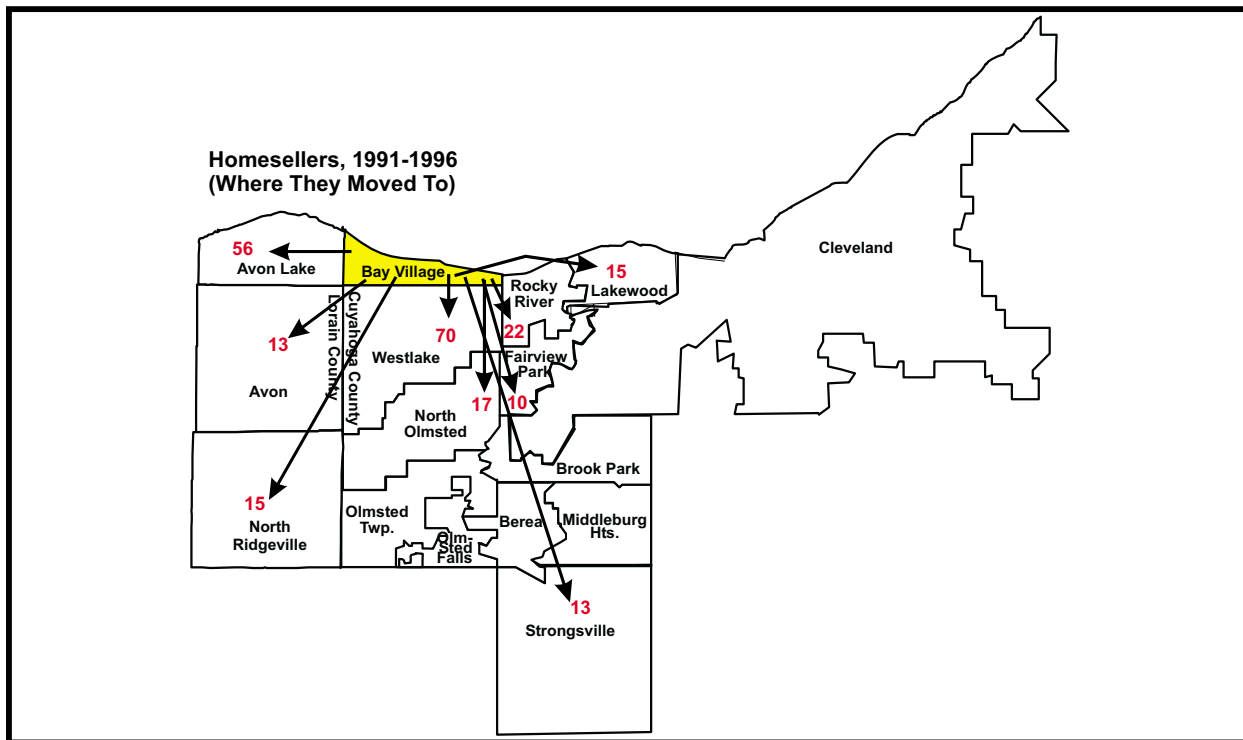 Homesellers, 1991-1996
(Where They Moved To)
56
Avon Lake
Bay Village
15
Lakewood
Rocky
River
Cleveland
Lorain County
Cuyahoga County
13
Avon
70
Westlake
22
Fairview
Park
17
10
North
Olmsted
Brook Park
15
North
Ridgeville
Olmsted
Twp.
Olm-
Sted
Falls
Berea
Middleburg
Hts.
13
Strongsville